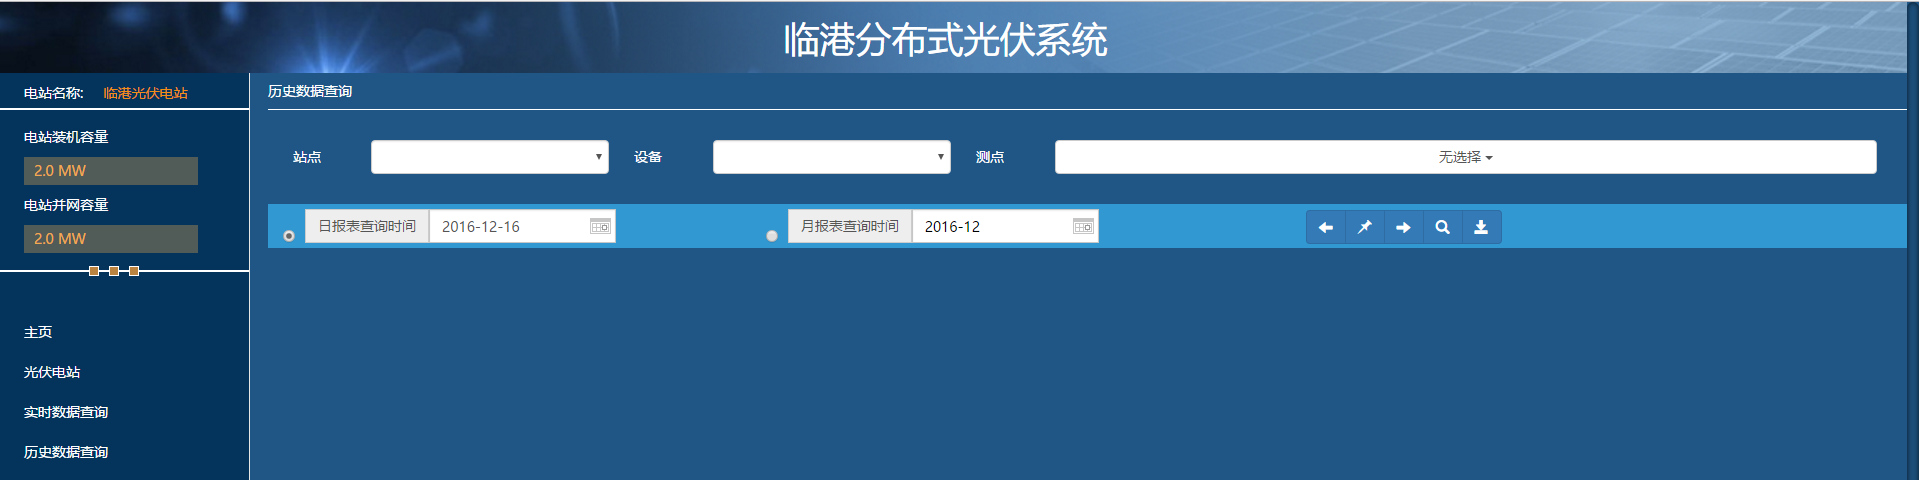 临港分布式光伏系统
电站名称: 临港光伏电站
电站装机容量
2.0 MW
电站并网容量
2.0 MW
主页
光伏电站
实时数据查询
历史数据查询
历史数据查询
站点 设备 测点 无选择
日报表查询时间 2016-12-16 月报表查询时间 2016-12